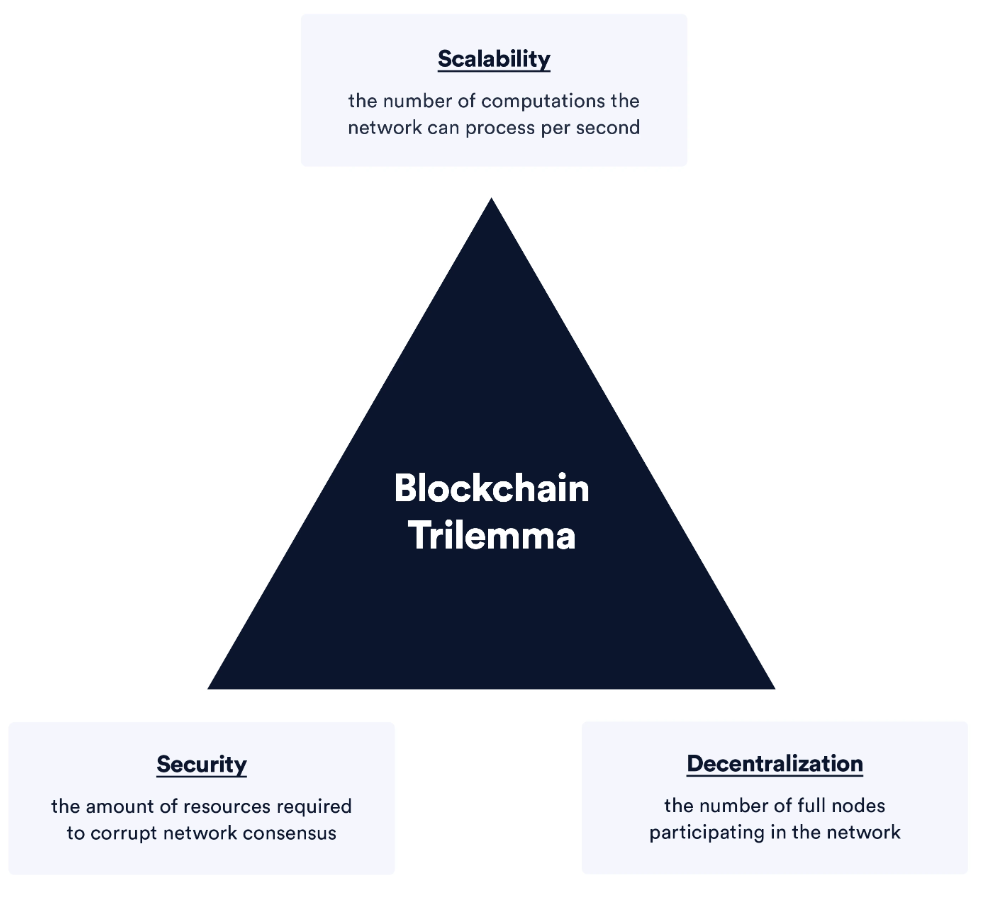 Scalability
the number of computations the
network can process per second
Blockchain
Trilemma
Security
the amount of resources required
to corrupt network consensus
Decentralization
the number of full nodes
participating in the network